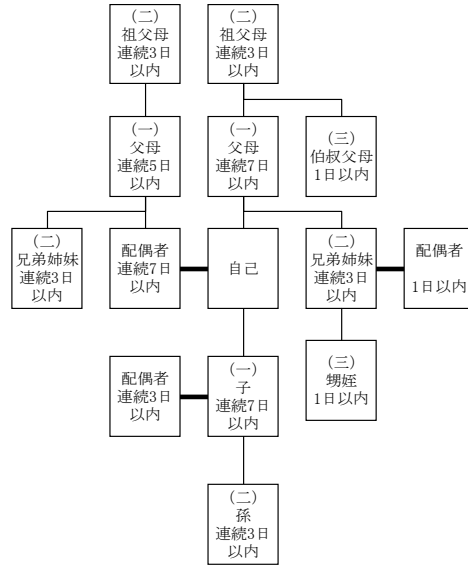 (二)
祖父母
連続3日
以内
(二)
祖父母
連続3日
以内
(一)
父母
連続5日
以内
(一)
父母
連続7日
以内
(三)
伯叔父母
1日以内
(二)
兄弟姉妹
連続3日
以内
配偶者
連続7日
以内
自己
(二)
兄弟姉妹
連続3日
以内
配偶者
1日以内
配偶者
連続3日
以内
(一)
子
連続7日
以内
(三)
甥姪
1日以内
(二)
孫
連続3日
以内